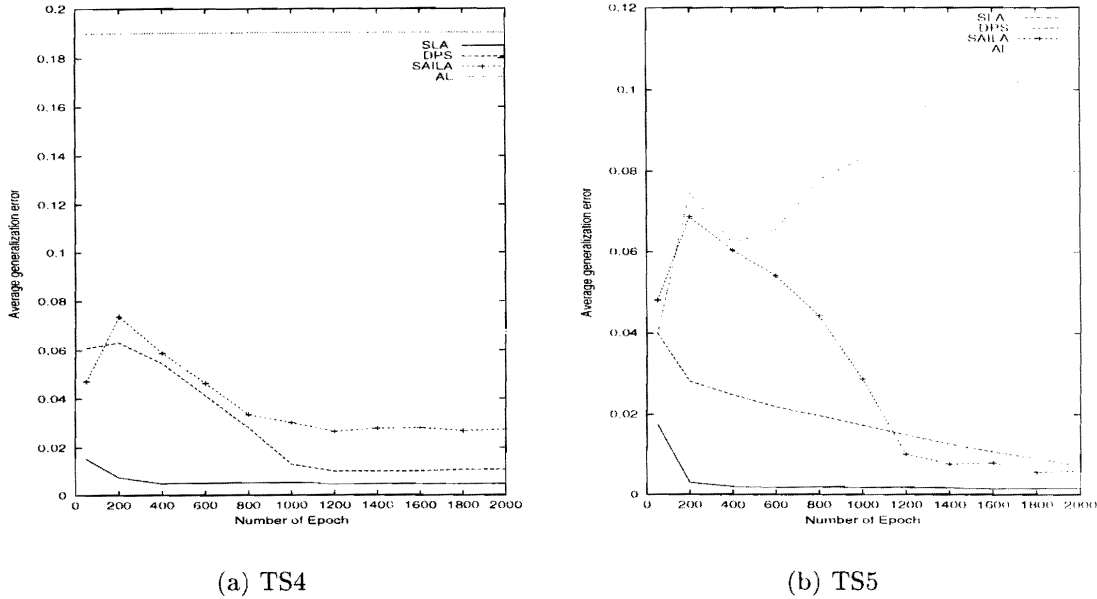 0.2
0.18
0.16
0.14
0.12
0.1
0.08
0.06
0.04
0.02
0
Average generalization error
SLA
DPS
SAILA
AL
0 200 400 600 800 1000 1200 1400 1600 1800 2000
Number of Epoch
(a) TS4
0.12
0.1
0.08
0.06
0.04
0.02
0
Average generalization error
SLA
DPS
SAILA
Al
0 200 400 600 800 1000 1200 1400 1600 1800 2000
Number of Epoch
(b) TS5